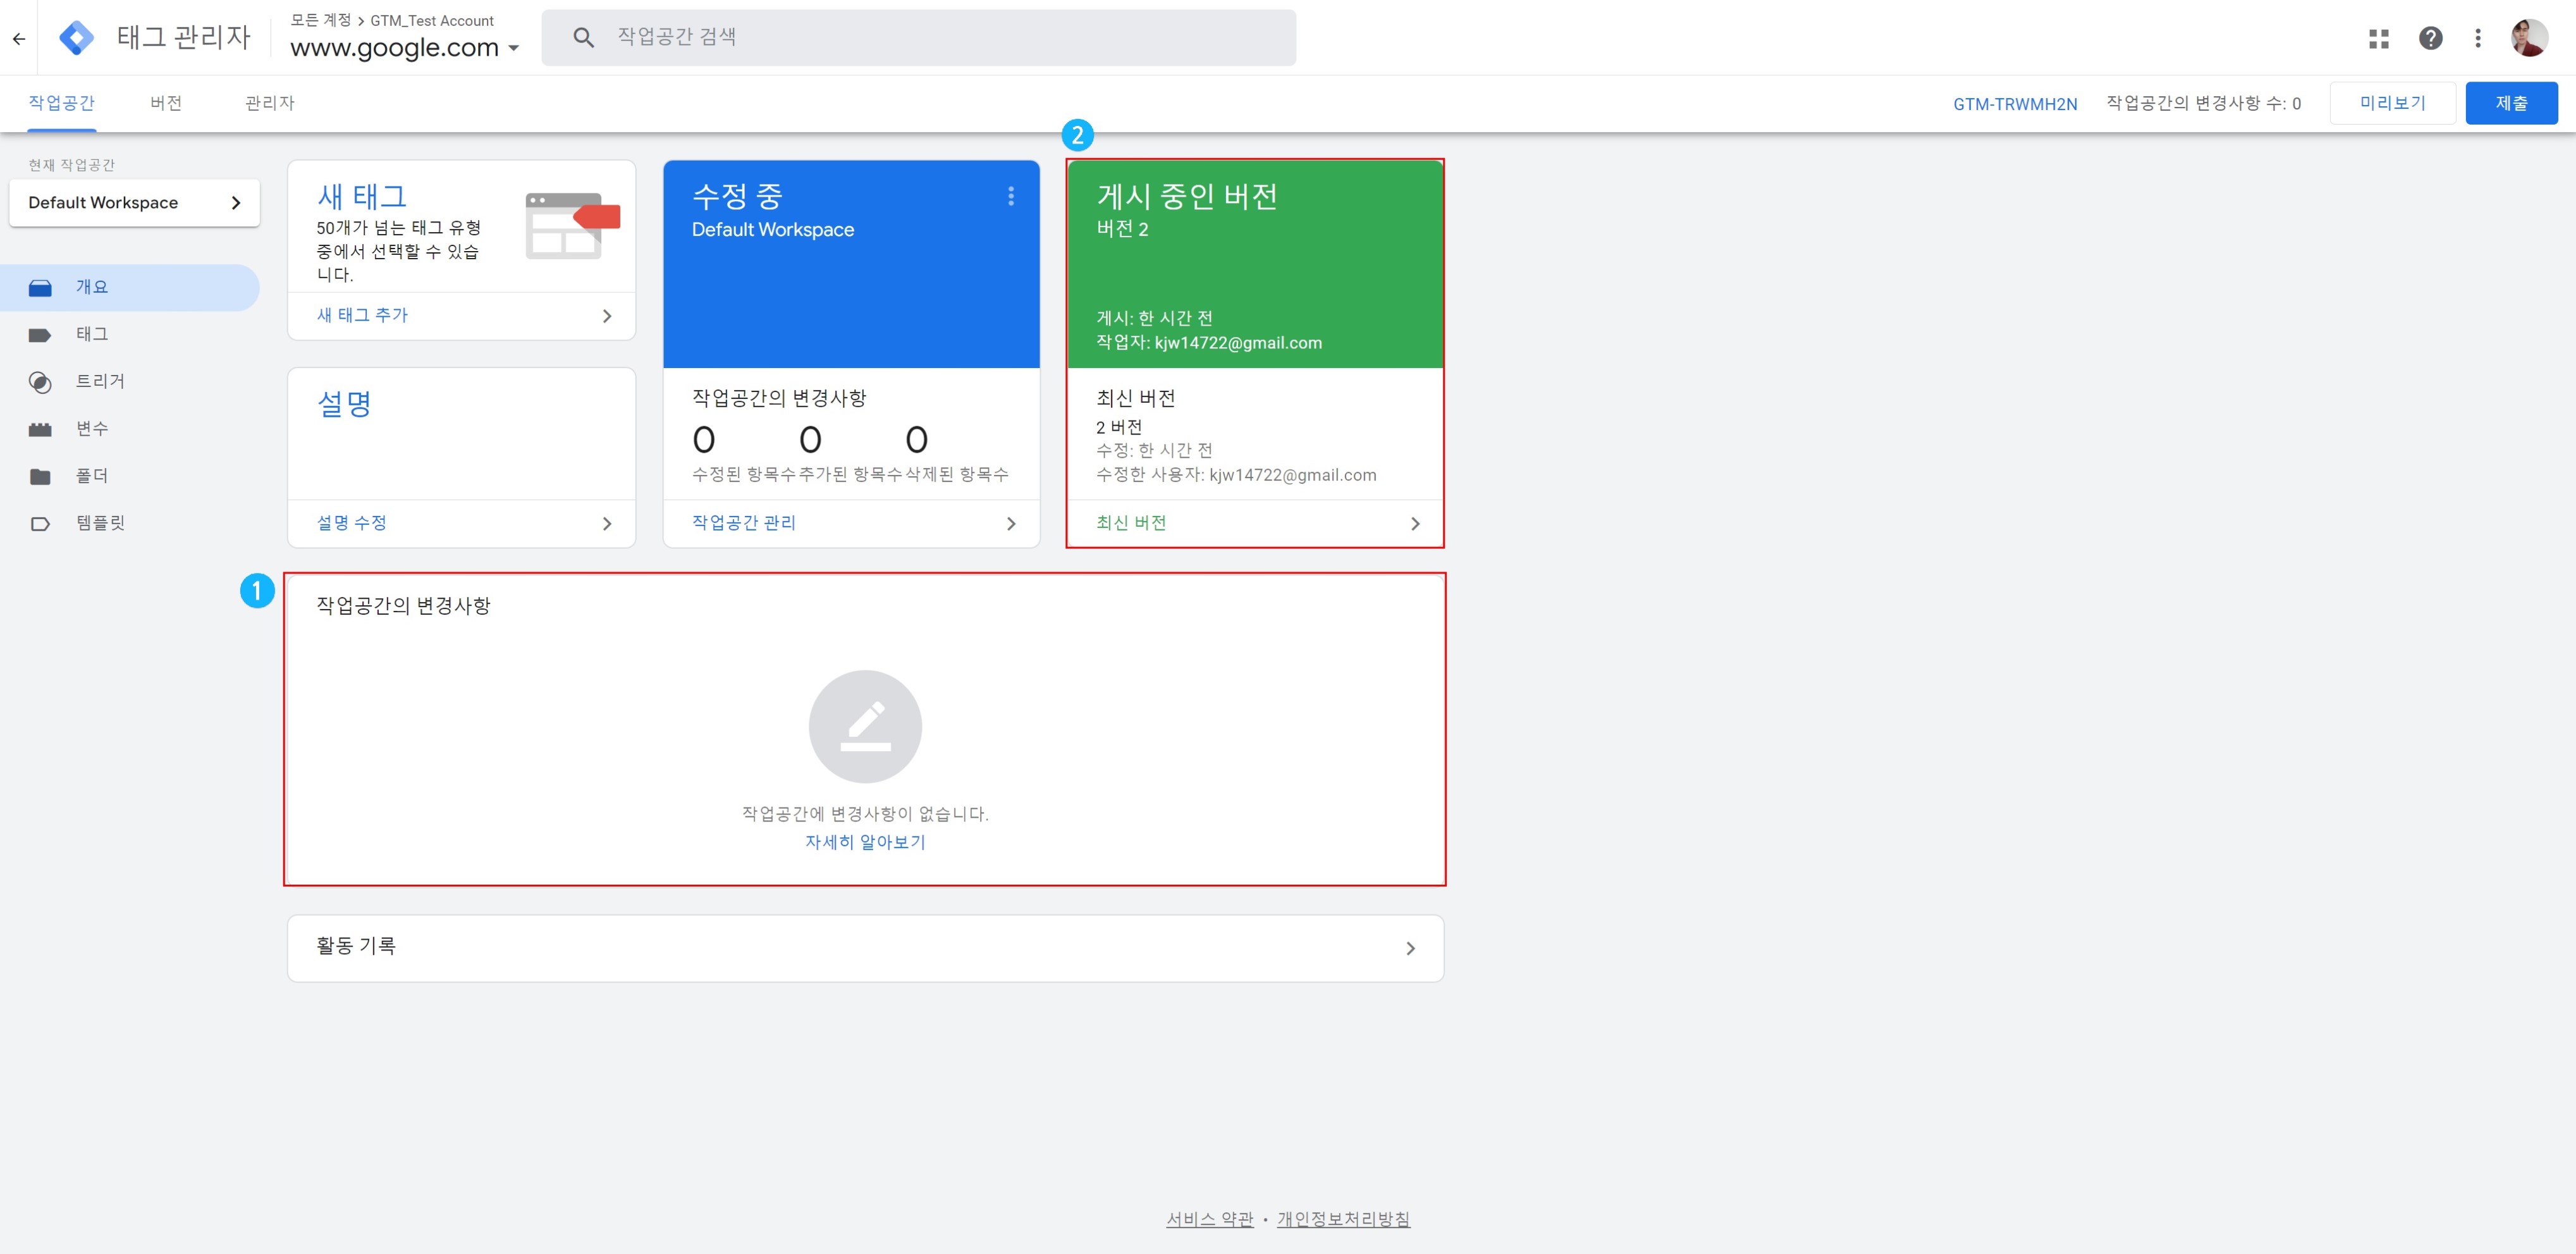 모든 계정 > GTM_Test Account
태그 관리자
www.google.com
작업공간 검색
작업공간
버전
관리자
GTM-TRWMH2N
작업공간의 변경사항 수: 0
미리보기
제출
현재 작업공간
Default Workspace
개요
태그
트리거
변수
폴더
템플릿
새 태그
50개가 넘는 태그 유형
중에서 선택할 수 있습
니다.
새 태그 추가
설명
설명 수정
수정 중
Default Workspace
작업공간의 변경사항
0 0 0
수정된 항목수 추가된 항목수 삭제된 항목수
작업공간 관리
2
게시 중인 버전
버전 2
게시: 한 시간 전
작업자: kjw14722@gmail.com
최신 버전
2 버전
수정: 한 시간 전
수정한 사용자: kjw14722@gmail.com
최신 버전
1
작업공간의 변경사항
작업공간에 변경사항이 없습니다.
자세히 알아보기
활동 기록
서비스 약관 • 개인정보처리방침